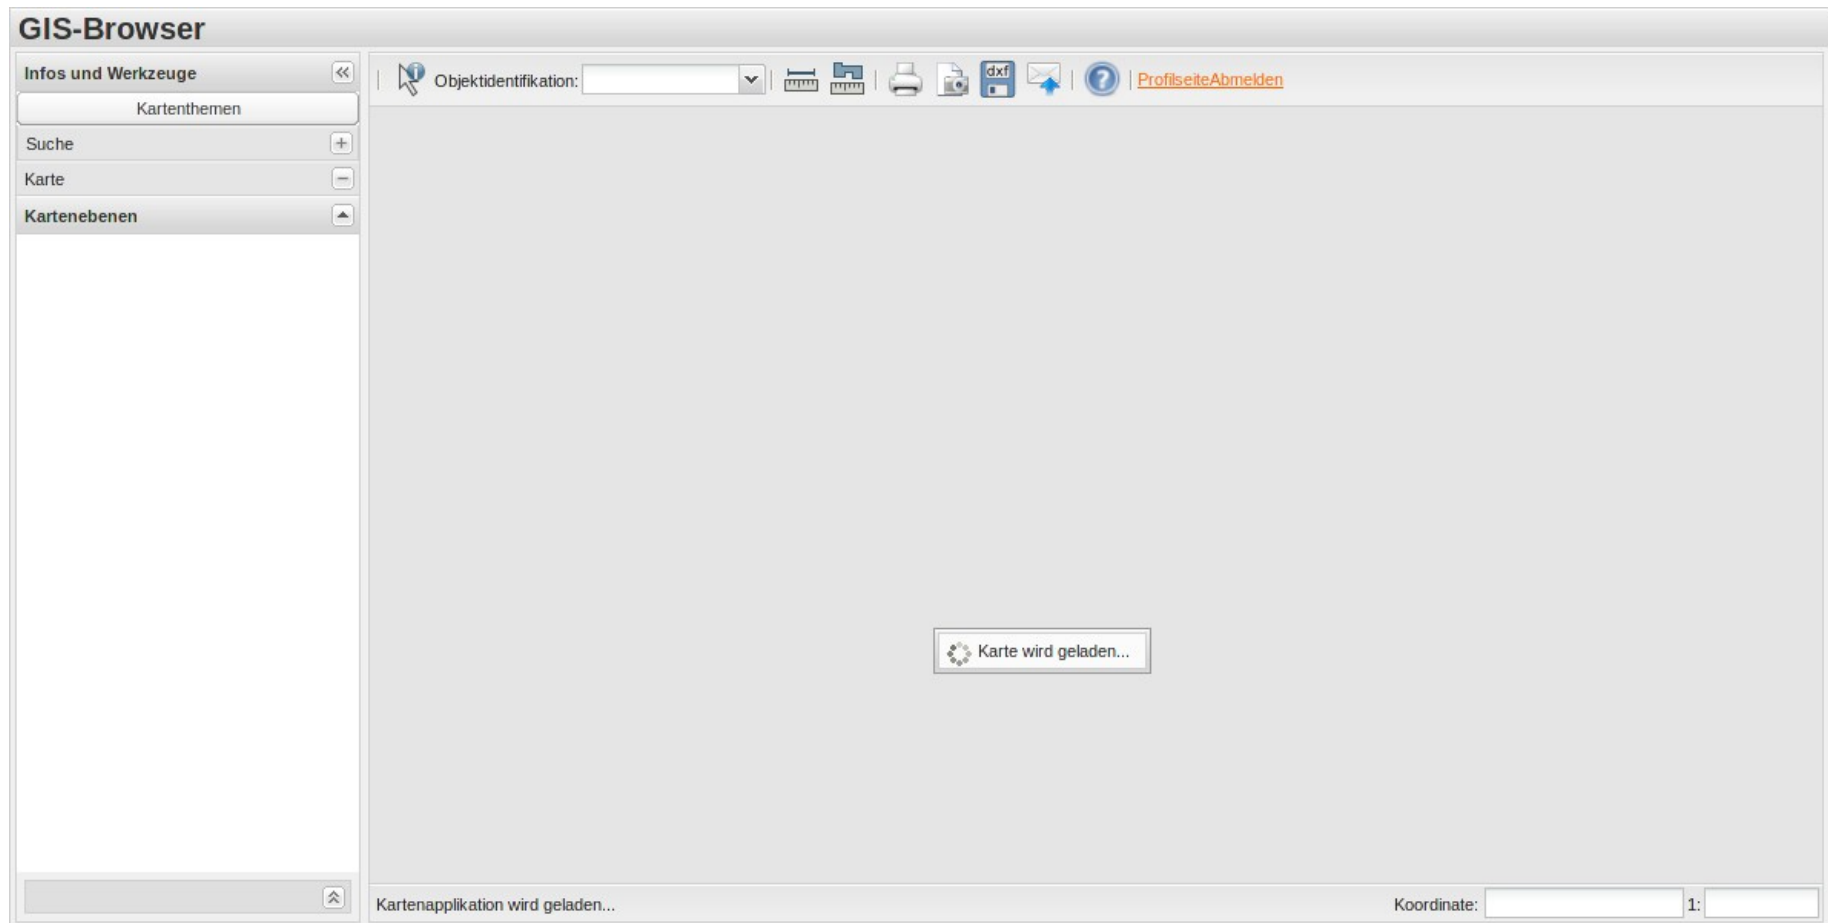 GIS-Browser
Infos und Werkzeuge
Kartenthemen
Suche
Karte
Kartenebenen
Objektidentifikation:
dxf
ProfilseiteAbmelden
Karte wird geladen...
Kartenapplikation wird geladen...
Koordinate:
1: